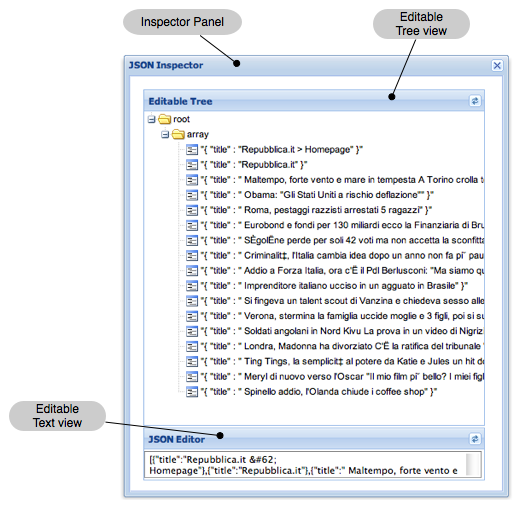 Inspector Panel
Editable
Tree view
JSON Inspector
Editable Tree
root
array
"{ "title" : "Repubblica.it > Homepage" }"
"{ "title" : "Repubblica.it" }"
"{ "title" : " Maltempo, forte vento e mare in tempesta A Torino crolla t
"{ "title" : " Obama: "Gli Stati Uniti a rischio deflazione"" }"
"{ "title" : " Roma, pestaggi razzisti arrestati 5 ragazzi" }"
"{ "title" : " Eurobond e fondi per 130 miliardi ecco la Finanziaria di Bru
"{ "title" : " SËgolËne perde per soli 42 voti ma non accetta la sconfitta
"{ "title" : " Criminalit‡, l'Italia cambia idea dopo un anno non fa pi˘ pau
"{ "title" : " Addio a Forza Italia, ora c'Ë il Pdl Berlusconi: "Ma siamo qu
"{ "title" : " Imprenditore italiano ucciso in un agguato in Brasile" }"
"{ "title" : " Si fingeva un talent scout di Vanzina e chiedeva sesso alle
"{ "title" : " Verona, stermina la famiglia uccide moglie e 3 figli, poi si su
"{ "title" : " Soldati angolani in Nord Kivu La prova in un video di Nigriz
"{ "title" : " Londra, Madonna ha divorziato C'Ë la ratifica del tribunale "
"{ "title" : " Ting Tings, la semplicit‡ al potere da Katie e Jules un hit do
"{ "title" : " Meryl di nuovo verso l'Oscar "Il mio film pi˘ bello? I miei figl
"{ "title" : " Spinello addio, l'Olanda chiude i coffee shop" }"
Editable
Text view
JSON Editor
[{"title":"Repubblica.it &#62;
Homepage"},{"title":"Repubblica.it"},{"title":" Maltempo, forte vento e